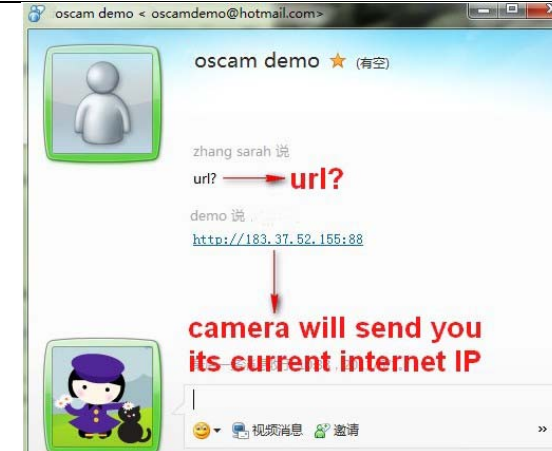 oscam demo < oscamdemo@hotmail.com>
oscam demo (有空)
zhang sarah 说
url? url?
demo 说
http://183.37.52.155:88
camera will send you
its current internet IP
视频消息 邀请 »